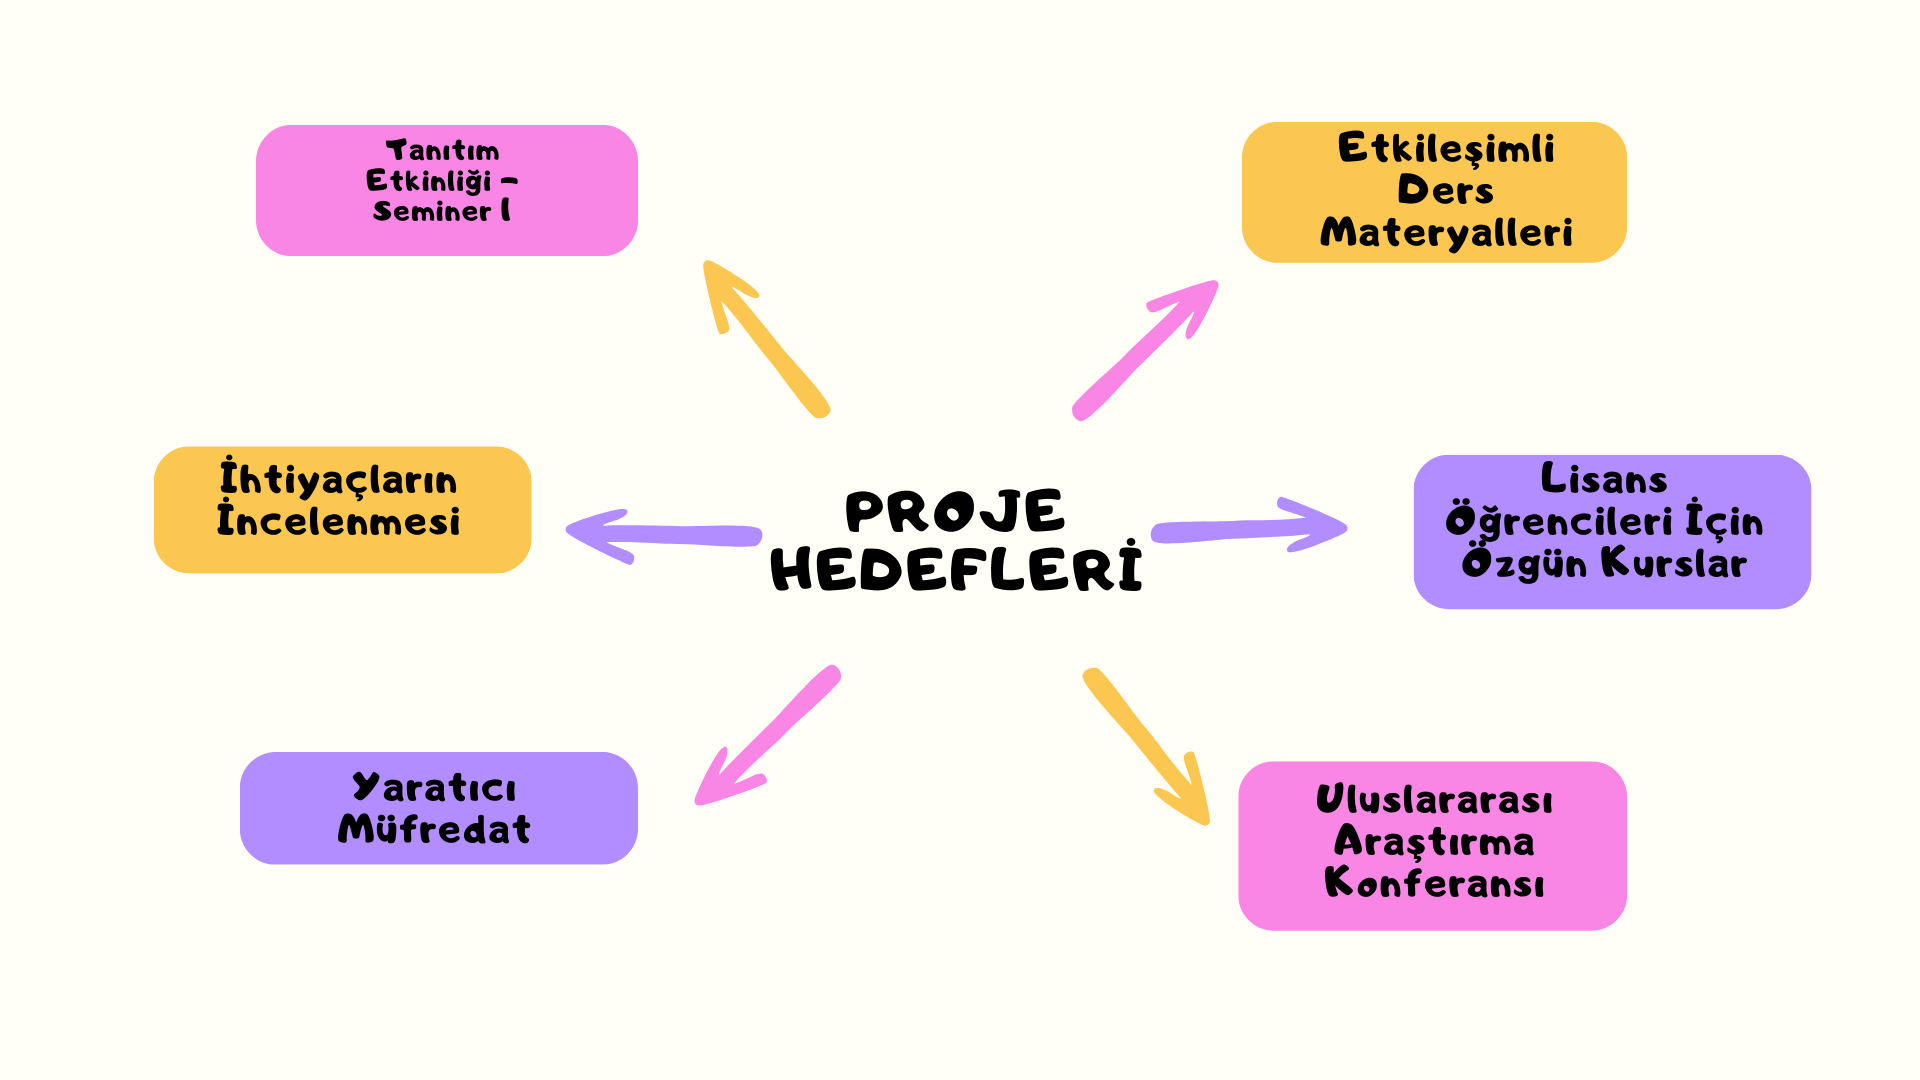 Tanıtım
Etkinliği -
Seminer 1
Etkileşimli
Ders
Materyalleri
İhtiyaçların
İncelenmesi
PROJE
HEDEFLERİ
Lisans
Öğrencileri İçin
Özgün Kurslar
Yaratıcı
Müfredat
Uluslararası
Araştırma
Konferansı